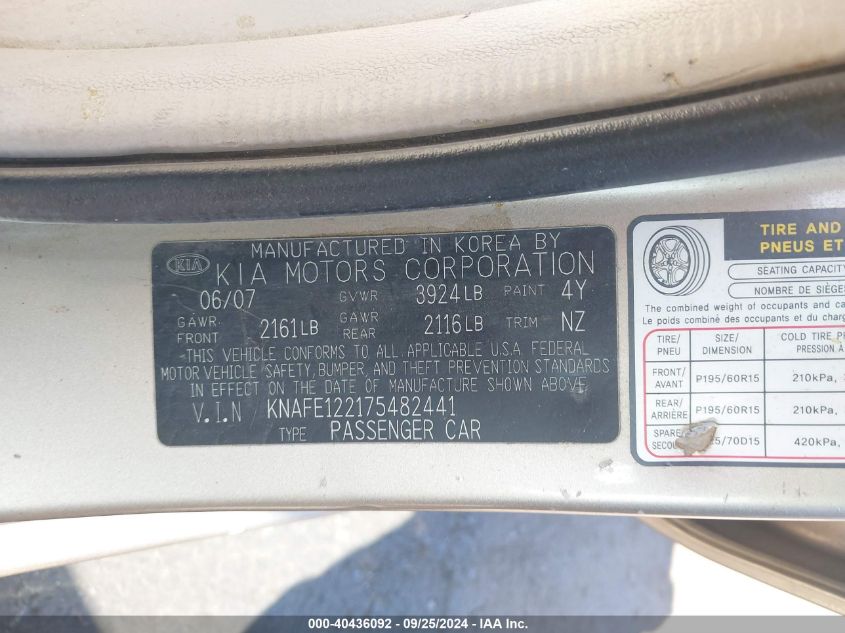 MANUFACTURED IN KOREA BY
KIA KIA MOTORS CORPORATION
06/07 GVWR 3924LB PAINT 4Y
GAWR FRONT 2161LB GAWR REAR 2116LB TRIM NZ
THIS VEHICLE CONFORMS TO ALL APPLICABLE U.S.A. FEDERAL
MOTOR VEHICLE SAFETY, BUMPER, AND THEFT PREVENTION STANDARDS
IN EFFECT ON THE DATE OF MANUFACTURE SHOWN ABOVE.
V.I.N KNAFE122175482441
TYPE PASSENGER CAR
TIRE AND
PNEUS ET
SEATING CAPACITY
NOMBRE DE SIÈGES
The combined weight of occupants and
Le poids combiné des occupants et du
TIRE/ PNEU SIZE/ DIMENSION COLD TIRE
PRESSION À
FRONT/ AVANT P195/60R15 210kPa,
REAR/ ARRIÈRE P195/60R15 210kPa,
SPARE 5/70D15 420kPa,
000-40436092 - 09/25/2024 - IAA Inc.